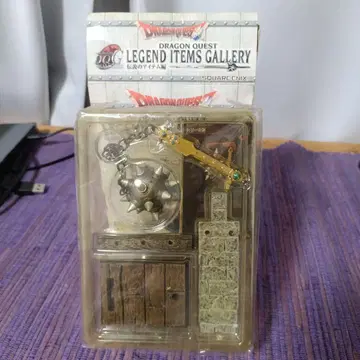 DRAGON QUEST
DRAGON QUEST
LEGEND ITEMS GALLERY
伝説のアイテム編
SQUARE ENIX
DRAGON QUEST